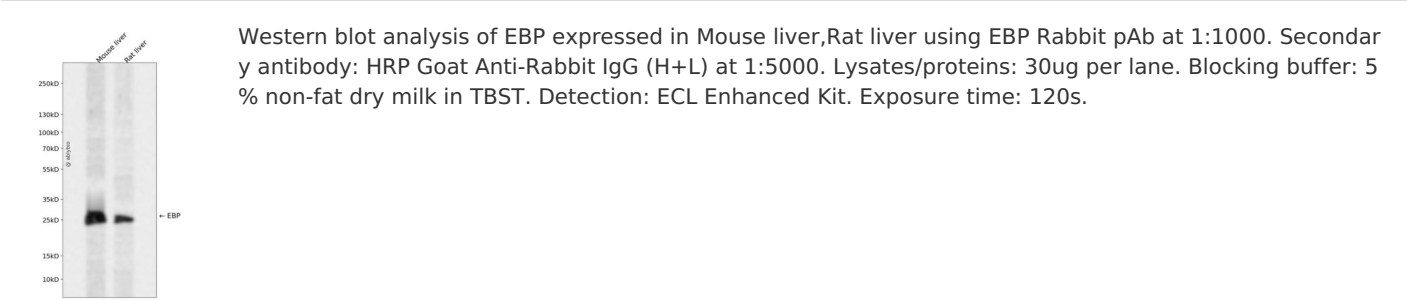 Mouse liver
Rat liver
250kD
130kD
100kD
70kD
55kD
35kD
25kD
15kD
10kD
← EBP
Western blot analysis of EBP expressed in Mouse liver,Rat liver using EBP Rabbit pAb at 1:1000. Secondar
y antibody: HRP Goat Anti-Rabbit IgG (H+L) at 1:5000. Lysates/proteins: 30ug per lane. Blocking buffer: 5
% non-fat dry milk in TBST. Detection: ECL Enhanced Kit. Exposure time: 120s.